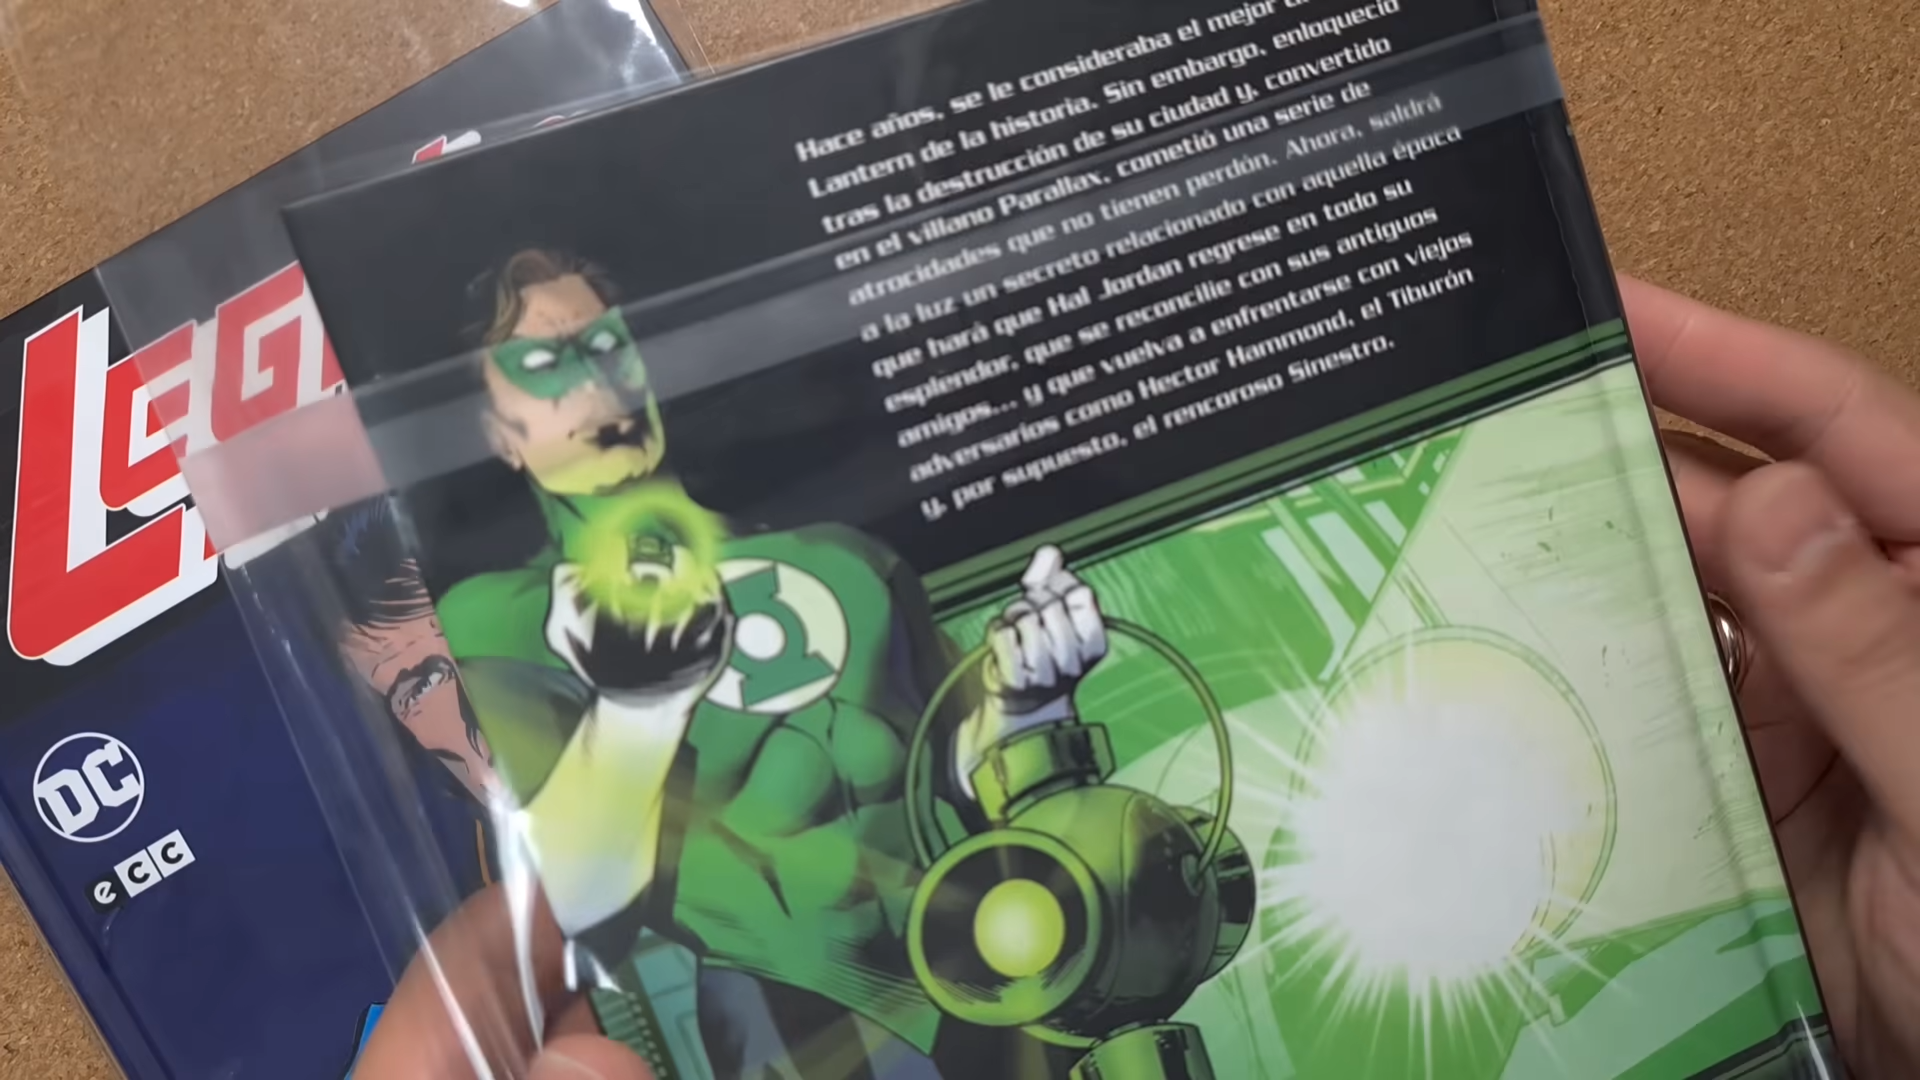 Hace años, se le consideraba el mejor
Lantern de la historia. Sin embargo, enloqueció
tras la destrucción de su ciudad y, convertido
en el villano Parallax, cometió una serie de
atrocidades que no tienen perdón. Ahora, saldrá
a la luz un secreto relacionado con aquella época
que hará que Hal Jordan regrese en todo su
esplendor, que se reconcilie con sus antiguos
amigos... y que vuelva a enfrentarse con viejos
adversarios como Hector Hammond, el Tiburón
y, por supuesto, el rencoroso Sinestro.
LEG
DC
ecc